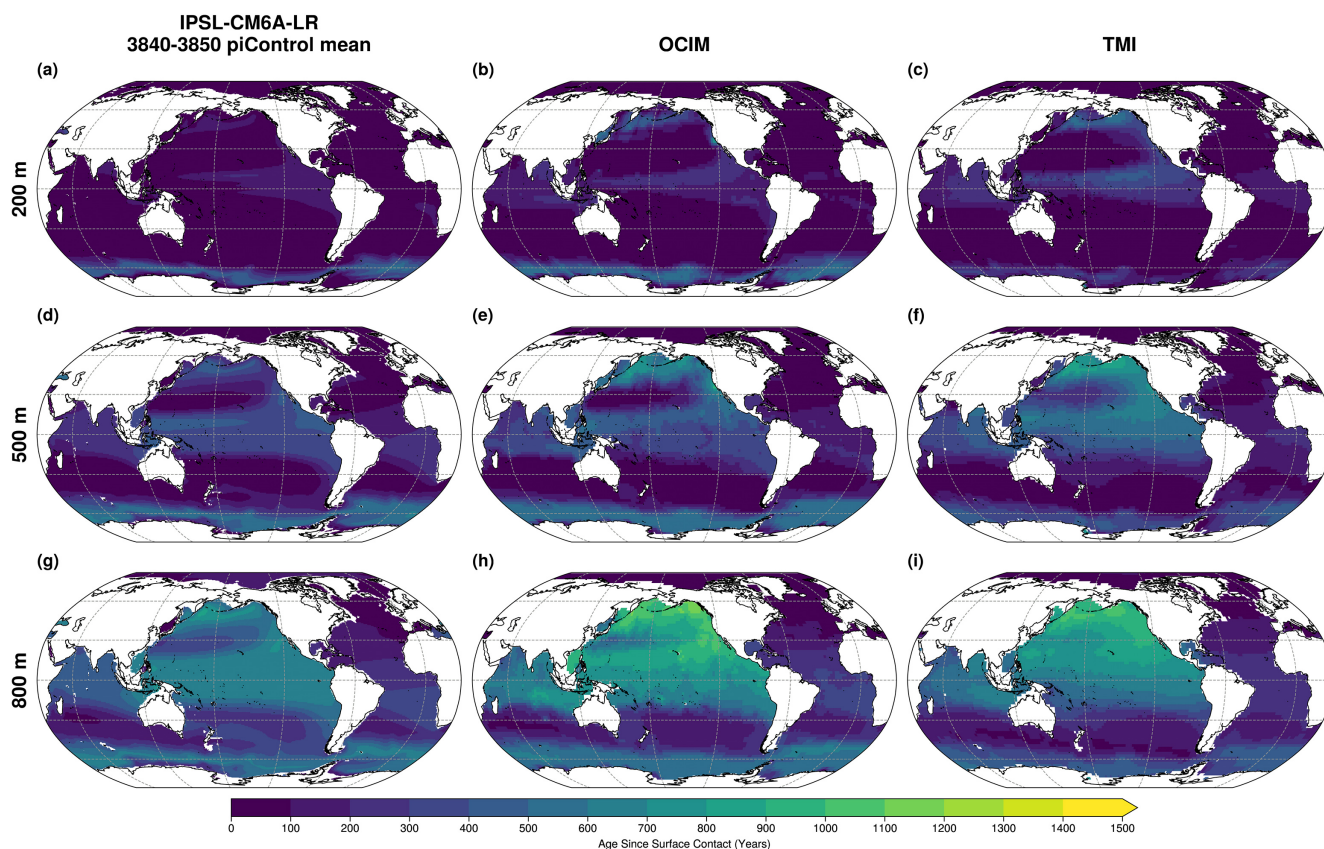 IPSL-CM6A-LR
3840-3850 piControl mean
OCIM
TMI
(a)
(b)
(c)
200 m
(d)
(e)
(f)
500 m
(g)
(h)
(i)
800 m
0 100 200 300 400 500 600 700 800 900 1000 1100 1200 1300 1400 1500
Age Since Surface Contact (Years)